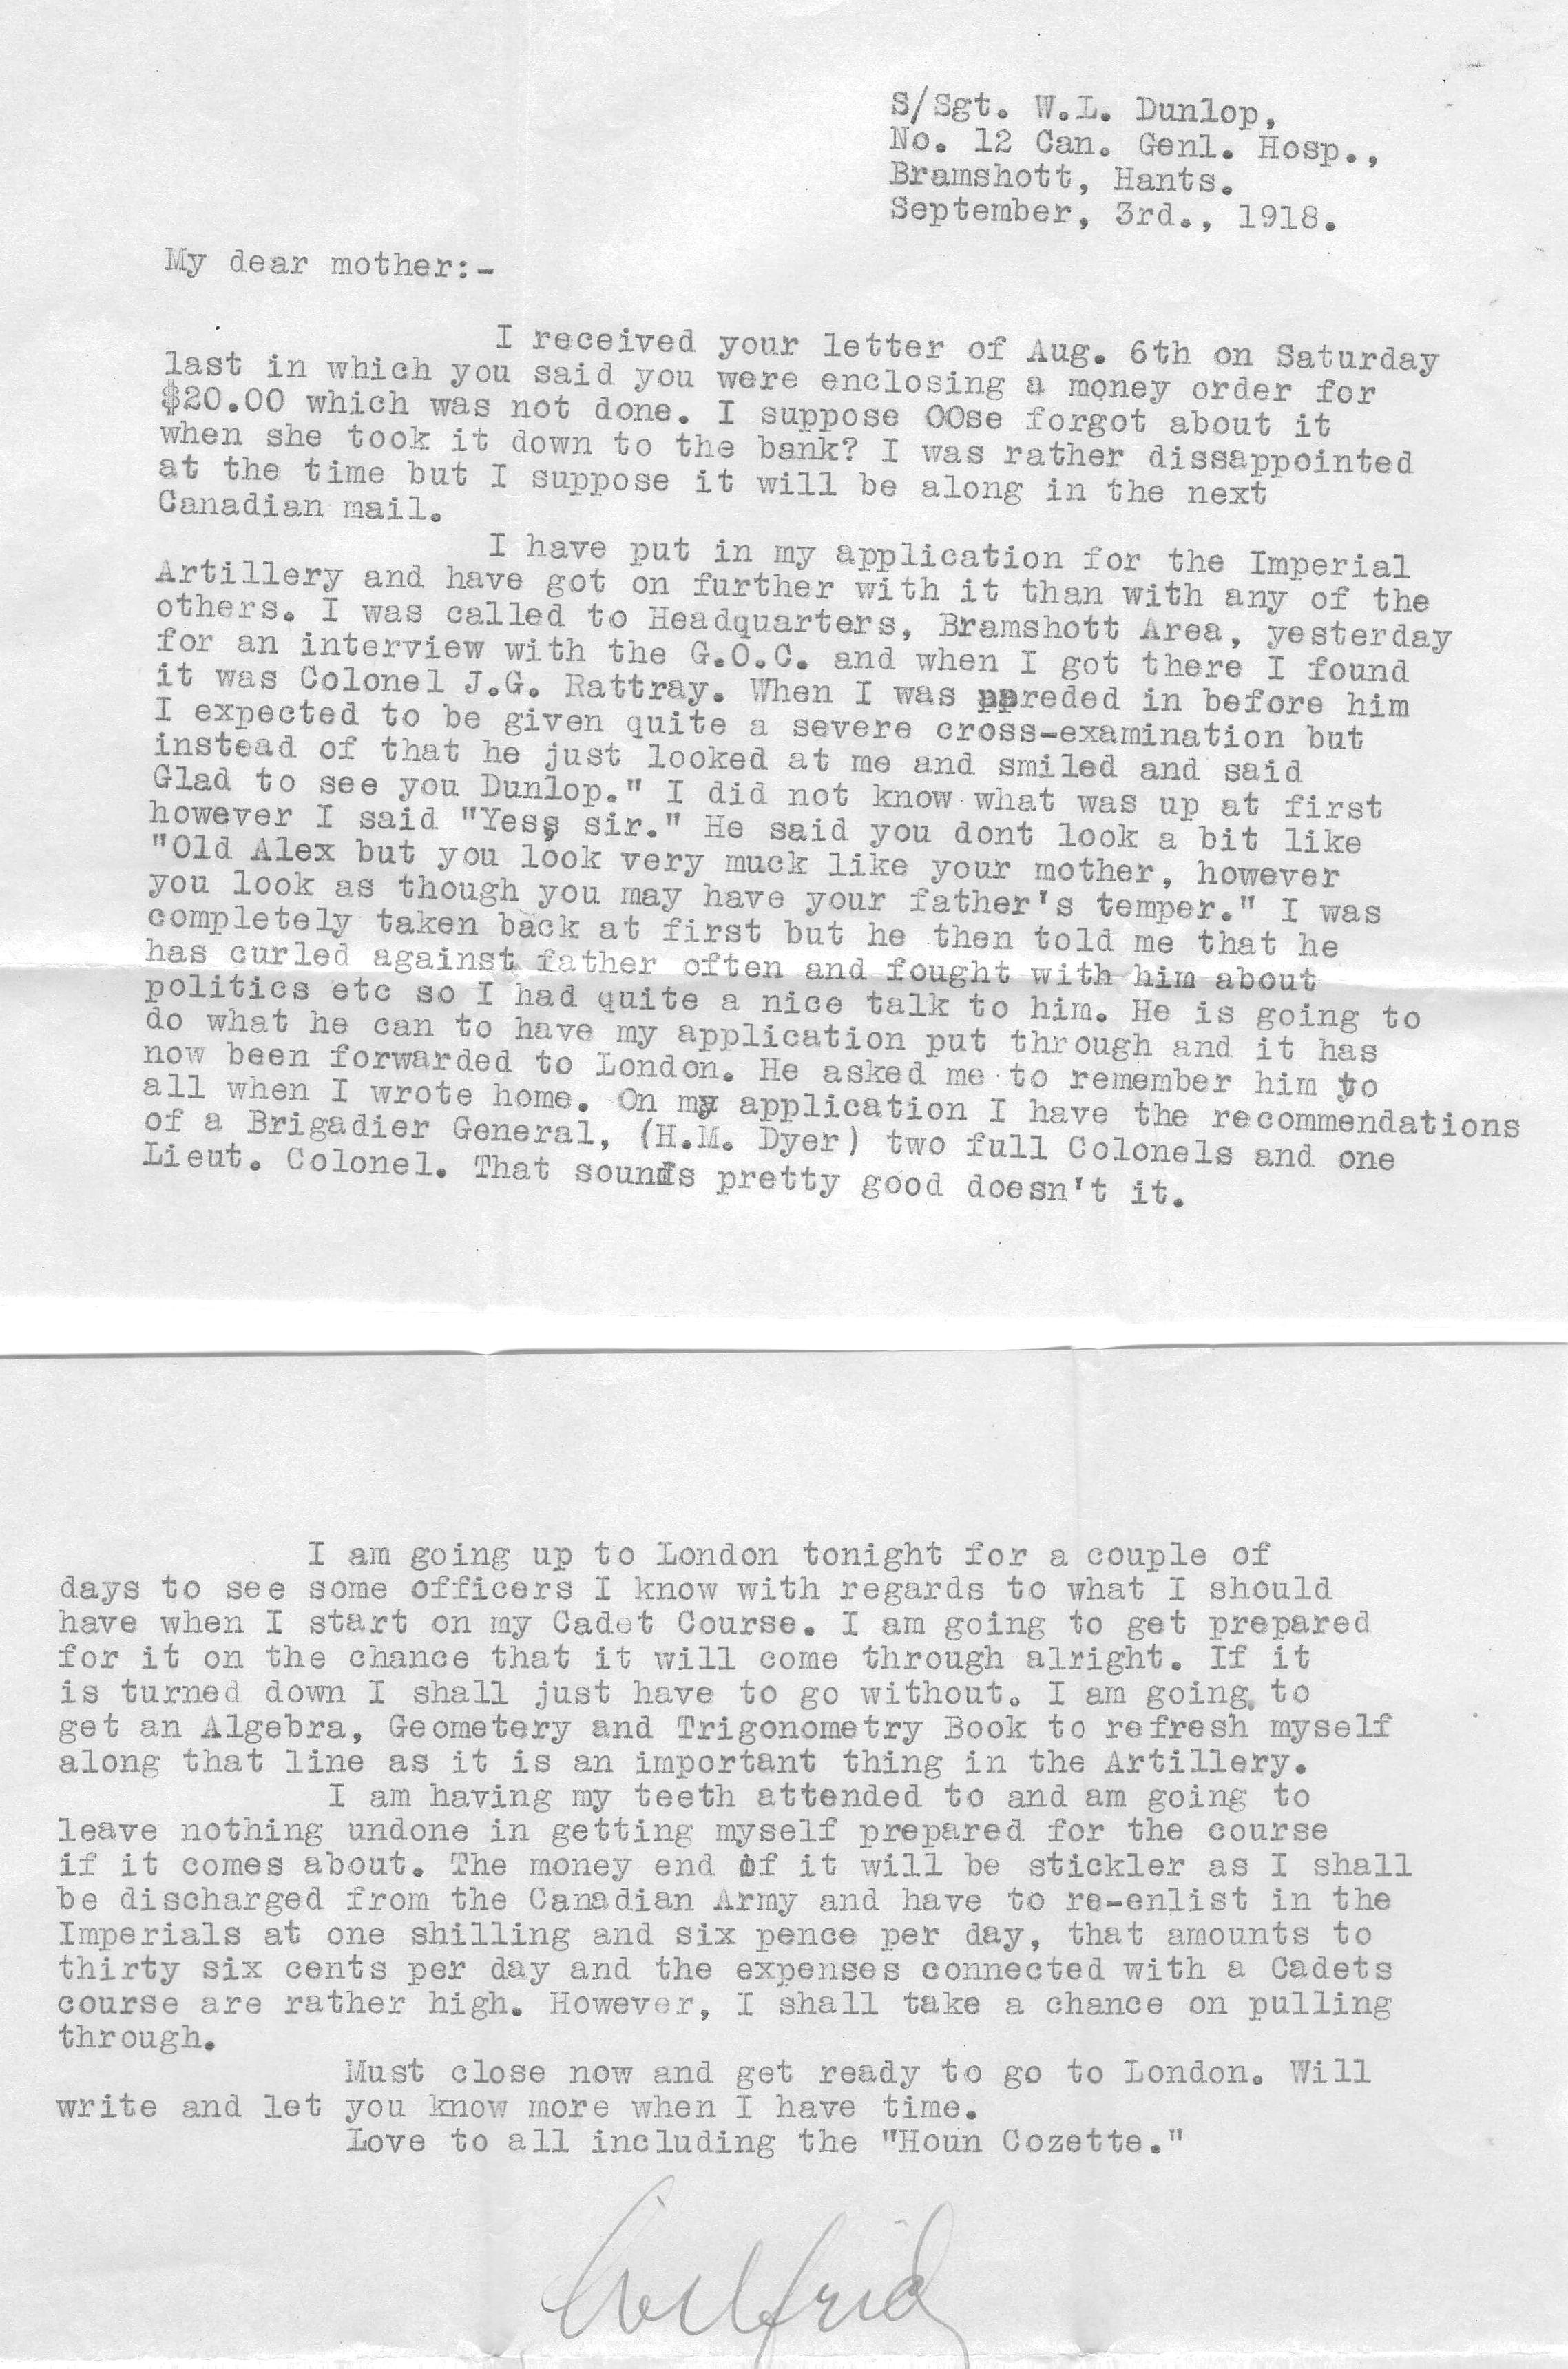 S/Sgt. W.L. Dunlop,
No. 12 Can. Genl. Hosp.,
Bramshott, Hants.
September, 3rd., 1918.
My dear mother:-
I received your letter of Aug. 6th on Saturday
last in which you said you were enclosing a money order for
$20.00 which was not done. I suppose OOse forgot about it
when she took it down to the bank? I was rather dissappointed
at the time but I suppose it will be along in the next
Canadian mail.
I have put in my application for the Imperial
Artillery and have got on further with it than with any of the
others. I was called to Headquarters, Bramshott Area, yesterday
for an interview with the G.O.C. and when I got there I found
it was Colonel J.G. Rattray. When I wasppreded in before him
I expected to be given quite a severe cross-examination but
instead of that he just looked at me and smiled and said
Glad to see you Dunlop." I did not know what was up at first
however I said "Yess sir." He said you dont look a bit like
"Old Alex but you look very muck like your mother, however
you look as though you may have your father's temper." I was
completely taken back at first but he then told me that he
has curled against father often and fought with him about
politics etc so I had quite a nice talk to him. He is going to
do what he can to have my application put through and it has
now been forwarded to London. He asked me to remember him to
all when I wrote home. On my application I have the recommendations
of a Brigadier General, (H.M. Dyer) two full Colonels and one
Lieut. Colonel. That sounds pretty good doesn't it.
I am going up to London tonight for a couple of
days to see some officers I know with regards to what I should
have when I start on my Cadet Course. I am going to get prepared
for it on the chance that it will come through alright. If it
is turned down I shall just have to go without. I am going to
get an Algebra, Geometery and Trigonometry Book to refresh myself
along that line as it is an important thing in the Artillery.
I am having my teeth attended to and am going to
leave nothing undone in getting myself prepared for the course
if it comes about. The money end of it will be stickler as I shall
be discharged from the Canadian Army and have to re-enlist in the
Imperials at one shilling and six pence per day, that amounts to
thirty six cents per day and the expenses connected with a Cadets
course are rather high. However, I shall take a chance on pulling
through.
Must close now and get ready to go to London. Will
write and let you know more when I have time.
Love to all including the "Houn Cozette."
Wilfrid